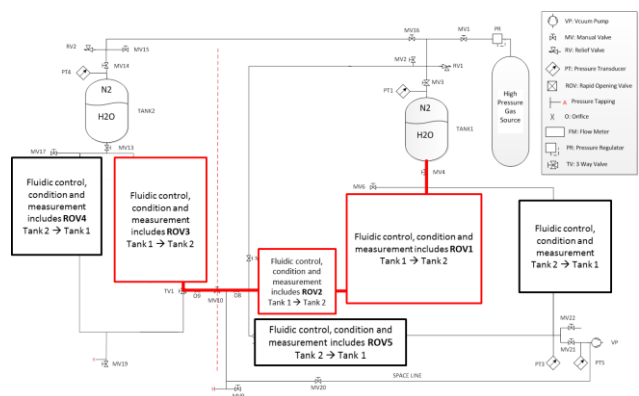 MV16
MV1
PR
RV2
MV15
MV2
RV1
MV14
PT4
MV3
PT1
N2
H2O
TANK2
N2
H2O
TANK1
High
Pressure
Gas
Source
VP: Vcuum Pump
MV: Manual Valve
RV: Relief Valve
PT: Pressure Transducer
ROV: Rapid Opening Valve
A Pressure Tapping
O: Orifice
FM: Flow Meter
PR: Pressure Regulator
TV: 3 Way Valve
MV17
MV13
MV4
MV6
Fluidic control,
condition and
measurement
includes ROV4
Tank 2 → Tank 1
Fluidic control,
condition and
measurement
includes ROV3
Tank 1 → Tank 2
Fluidic control,
condition and
measurement
includes ROV2
Tank 1 → Tank 2
Fluidic control, condition and
measurement includes ROV1
Tank 1 → Tank 2
Fluidic control,
condition and
measurement
Tank 2 → Tank 1
TV1
O9
MV10
O8
Fluidic control, condition and
measurement includes ROV5
Tank 2 → Tank 1
MV22
MV21
VP
PT3
PT5
MV19
MV20
SPACE LINE
MV9